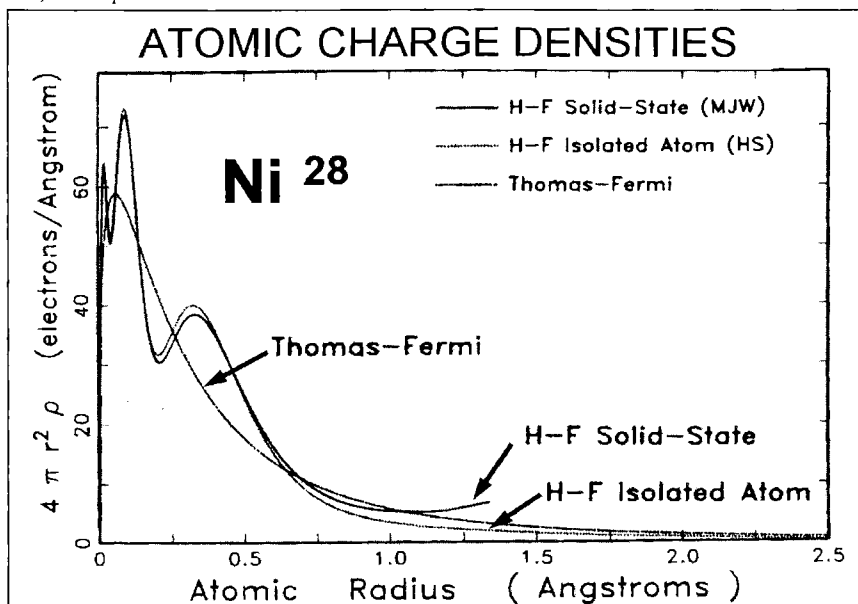 ATOMIC CHARGE DENSITIES
H-F Solid-State (MJW)
H-F Isolated Atom (HS)
Thomas-Fermi
Ni 28
Thomas-Fermi
H-F Solid-State
H-F Isolated Atom
4 π r² ρ (electrons/Angstrom)
60
40
20
0
0 0.5 1.0 1.5 2.0 2.5
Atomic Radius ( Angstroms )